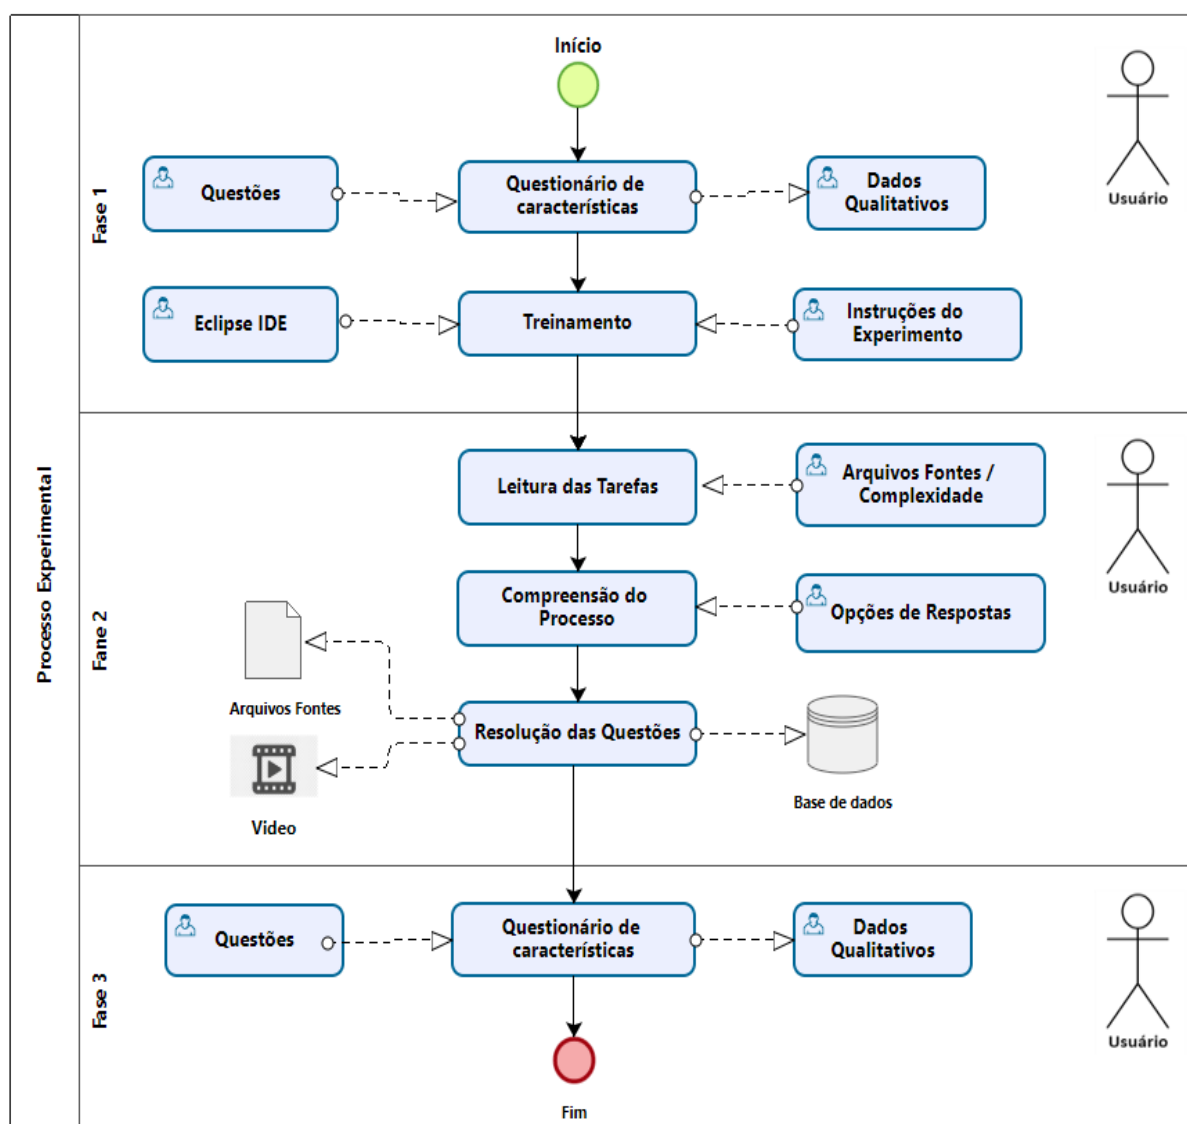 Processo Experimental
Fase 1
Início
Usuário
Questões
Questionário de
características
Dados
Qualitativos
Eclipse IDE
Treinamento
Instruções do
Experimento
Fane 2
Leitura das Tarefas
Arquivos Fontes /
Complexidade
Usuário
Compreensão do
Processo
Opções de Respostas
Arquivos Fontes
Resolução das Questões
Video
Base de dados
Fase 3
Questões
Questionário de
características
Dados
Qualitativos
Usuário
Fim